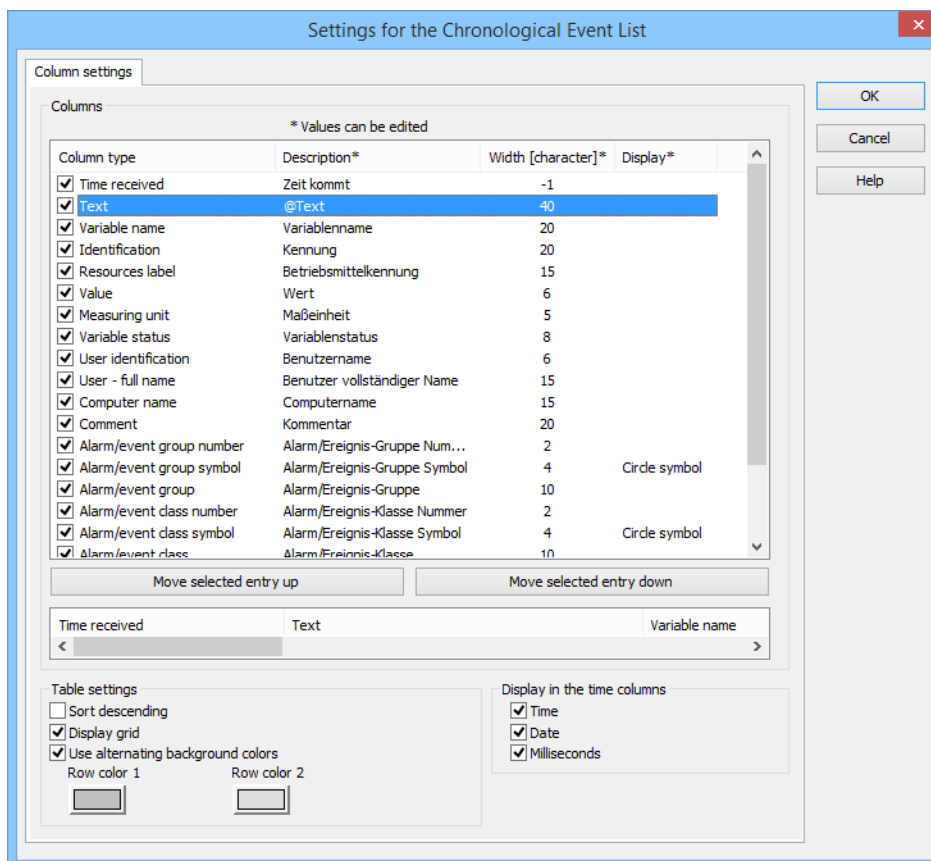 Settings for the Chronological Event List
Column settings
OK
Cancel
Help
Columns
* Values can be edited
Column type Description* Width [character]* Display*
Time received Zeit kommt -1
Text @Text 40
Variable name Variablenname 20
Identification Kennung 20
Resources label Betriebsmittelkennung 15
Value Wert 6
Measuring unit Maßeinheit 5
Variable status Variablenstatus 8
User identification Benutzername 6
User - full name Benutzer vollständiger Name 15
Computer name Computername 15
Comment Kommentar 20
Alarm/event group number Alarm/Ereignis-Gruppe Num... 2
Alarm/event group symbol Alarm/Ereignis-Gruppe Symbol 4 Circle symbol
Alarm/event group Alarm/Ereignis-Gruppe 10
Alarm/event class number Alarm/Ereignis-Klasse Nummer 2
Alarm/event class symbol Alarm/Ereignis-Klasse Symbol 4 Circle symbol
Alarm/event class Alarm/Ereignis-Klasse 10
Move selected entry up Move selected entry down
Time received Text Variable name
Table settings
Sort descending
Display grid
Use alternating background colors
Row color 1 Row color 2
Display in the time columns
Time
Date
Milliseconds